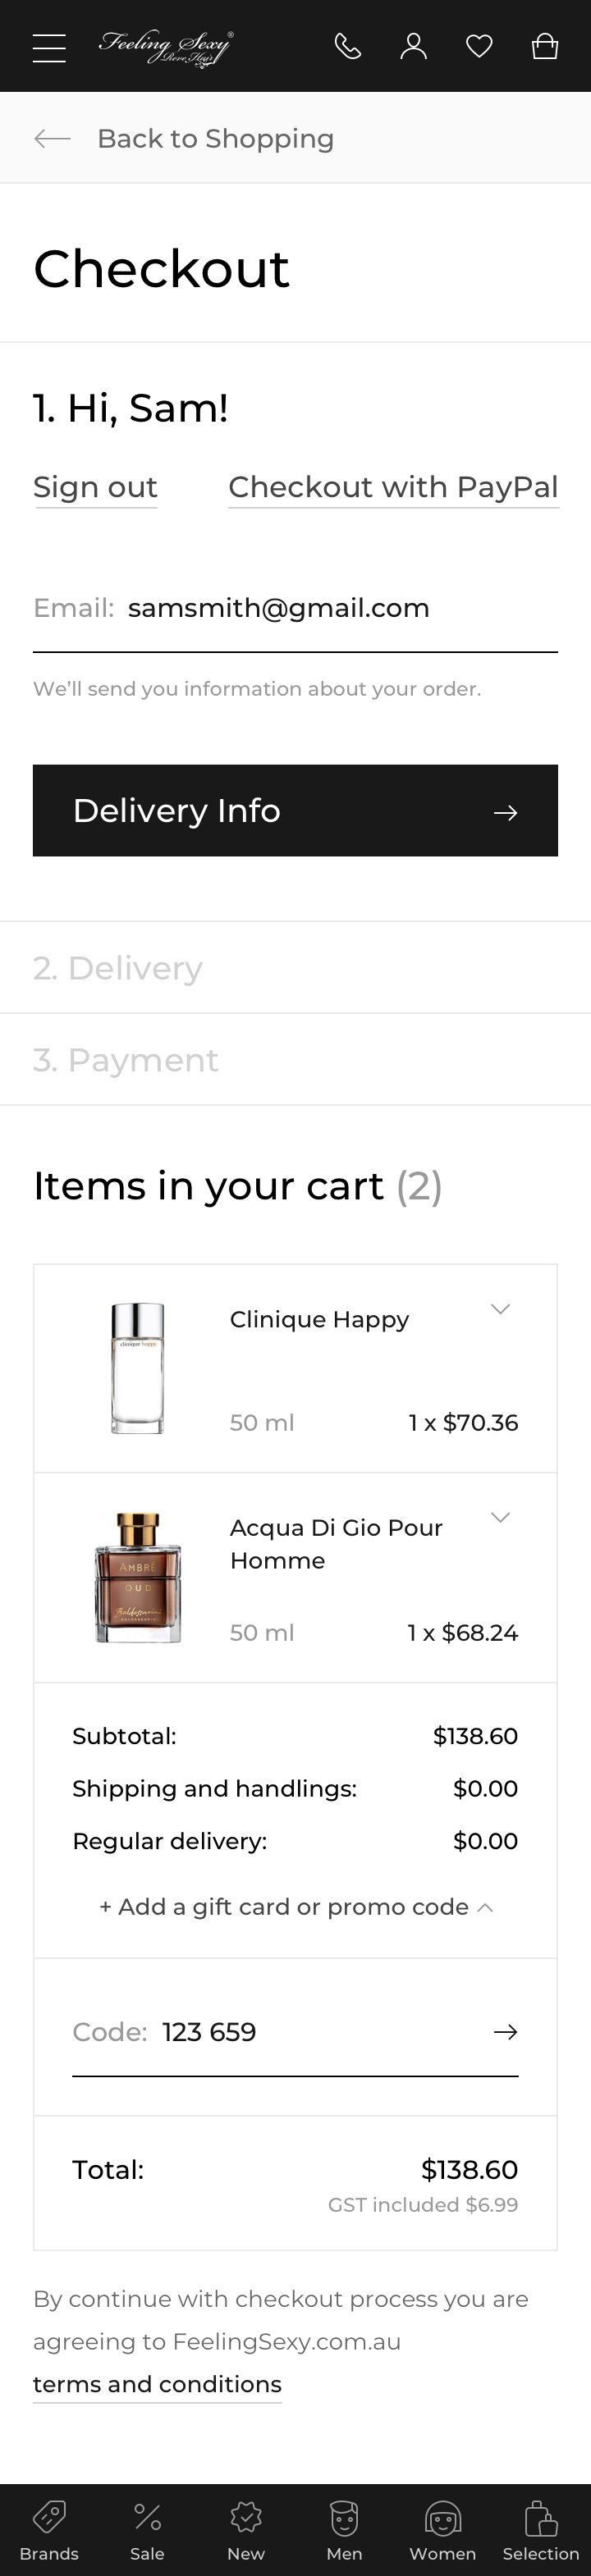 Feeling Sexy®
Back to Shopping
Checkout
1. Hi, Sam!
Sign out Checkout with PayPal
Email: samsmith@gmail.com
We’ll send you information about your order.
Delivery Info
2. Delivery
3. Payment
Items in your cart (2)
clinique happy
Clinique Happy
50 ml 1 x $70.36
AMBRÉ
OUD
Baldessarini
Acqua Di Gio Pour
Homme
50 ml 1 x $68.24
Subtotal: $138.60
Shipping and handlings: $0.00
Regular delivery: $0.00
+ Add a gift card or promo code
Code: 123 659
Total: $138.60
GST included $6.99
By continue with checkout process you are
agreeing to FeelingSexy.com.au
terms and conditions
Brands Sale New Men Women Selection